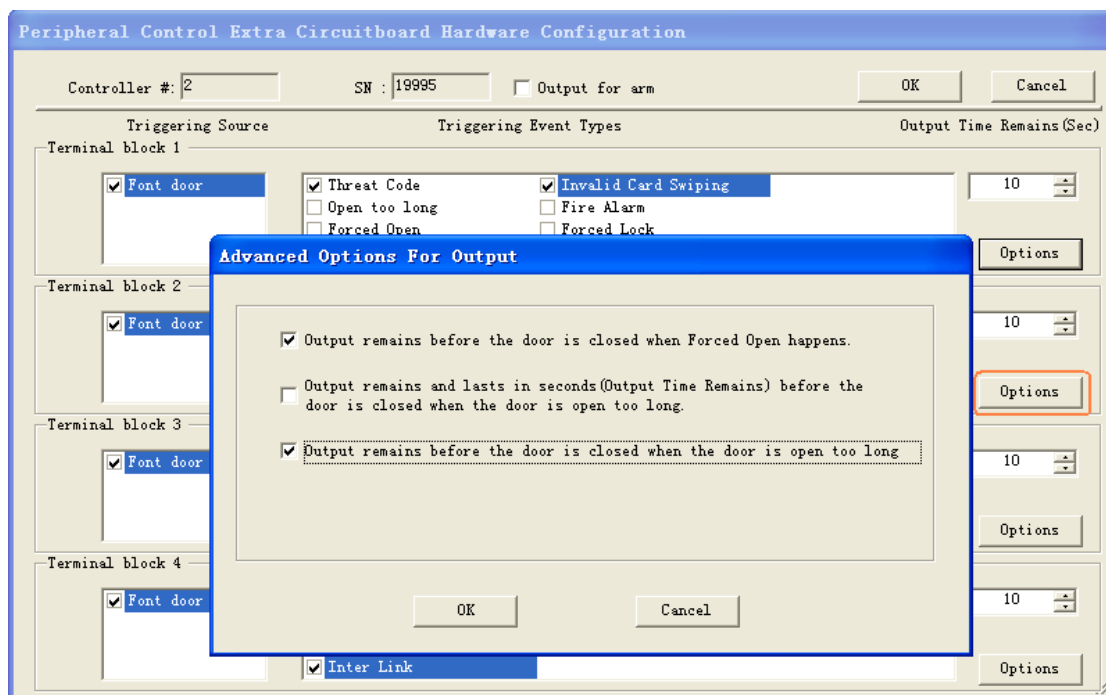 Peripheral Control Extra Circuitboard Hardware Configuration
Controller #: 2 SN : 19995 Output for arm OK Cancel
Triggering Source Triggering Event Types Output Time Remains(Sec)
Terminal block 1
Font door Threat Code Invalid Card Swiping 10
Open too long Fire Alarm
Forced Open Forced Lock
Options
Advanced Options For Output
Terminal block 2
Font door 10
Output remains before the door is closed when Forced Open happens.
Output remains and lasts in seconds(Output Time Remains) before the
door is closed when the door is open too long.
Options
Terminal block 3
Output remains before the door is closed when the door is open too long
Font door 10
Options
Terminal block 4
Font door 10
OK Cancel
Inter Link Options